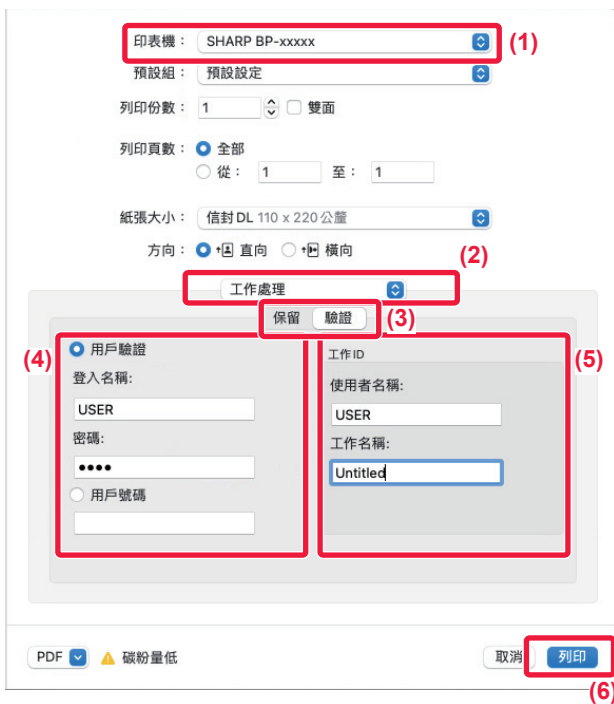 印表機： SHARP BP-xxxxx (1)
預設組： 預設設定
列印份數： 1 雙面
列印頁數： 全部
從： 1 至： 1
紙張大小： 信封 DL 110 x 220 公釐
方向： 直向 橫向
(2)
工作處理
保留 驗證 (3)
(4)
用戶驗證
登入名稱:
USER
密碼:
••••
用戶號碼
(5)
工作 ID
使用者名稱:
USER
工作名稱:
Untitled
PDF 碳粉量低 取消 列印
(6)